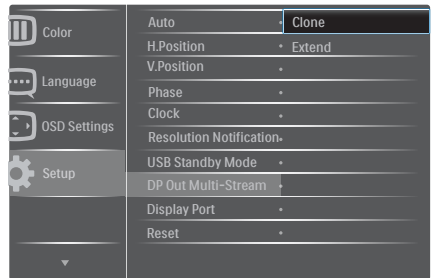 Color
Language
OSD Settings
Setup
Auto
H.Position
V.Position
Phase
Clock
Resolution Notification
USB Standby Mode
DP Out Multi-Stream
Display Port
Reset
Clone
Extend